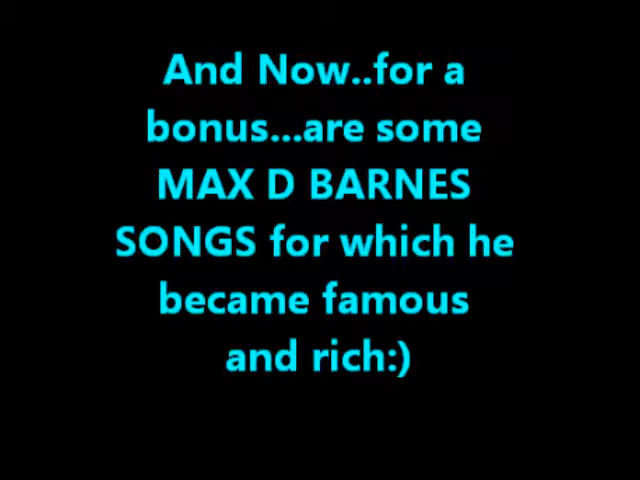 And Now..for a
bonus...are some
MAX D BARNES
SONGS for which he
became famous
and rich:)